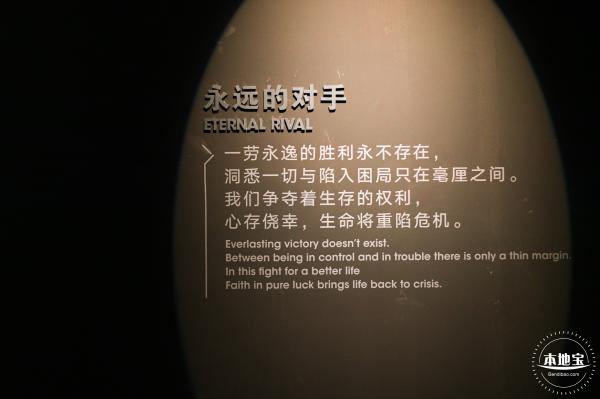 永远的对手
ETERNAL RIVAL
一劳永逸的胜利永不存在，
洞悉一切与陷入困局只在毫厘之间。
我们争夺着生存的权利，
心存侥幸，生命将重陷危机。
Everlasting victory doesn't exist.
Between being in control and in trouble there is only a thin margin.
In this fight for a better life
Faith in pure luck brings life back to crisis.
本地宝
Bendibao.com